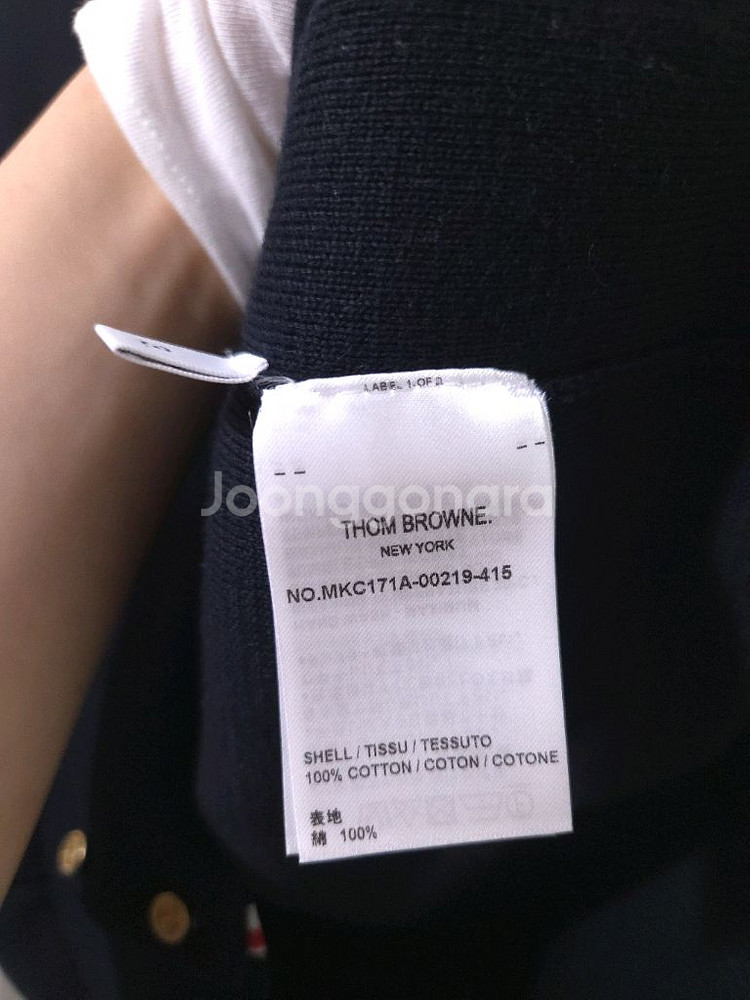 LABEL 1 OF 2
Joonggonara
THOM BROWNE.
NEW YORK
NO.MKC171A-00219-415
SHELL / TISSU / TESSUTO
100% COTTON / COTON / COTONE
表地
綿 100%